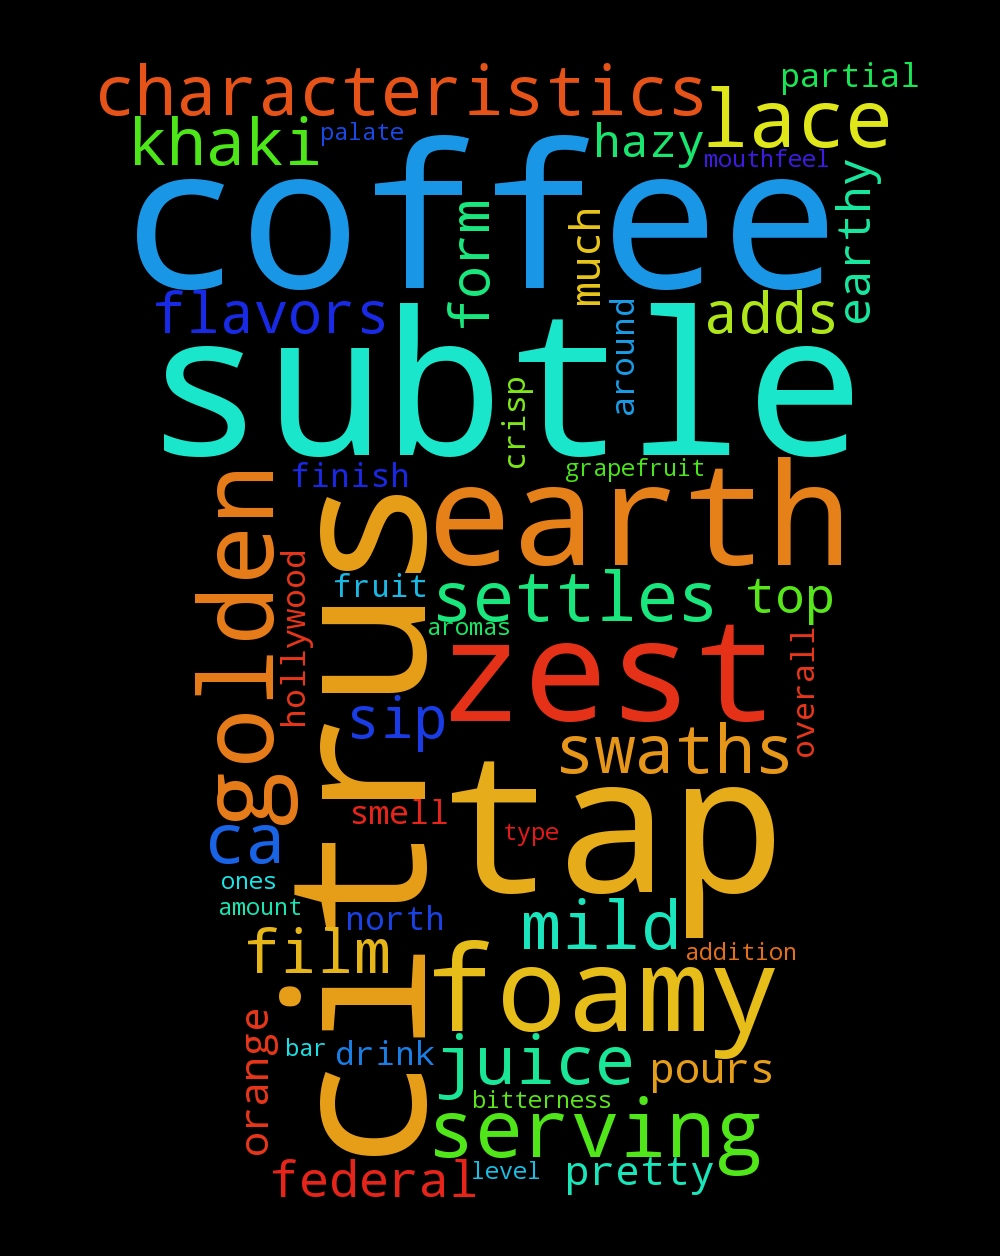 characteristics
partial
lace
khaki
palate
hazy
mouthfeel
coffee
earthy
form
much
flavors
adds
around
subtle
crisp
finish
grapefruit
earth
golden
citrus
hollywood
fruit
settles
top
aromas
zest
overall
sip
swaths
tap
smell
type
ca
ones
amount
north
mild
film
addition
foamy
orange
bar
drink
juice
pours
bitterness
serving
federal
level
pretty